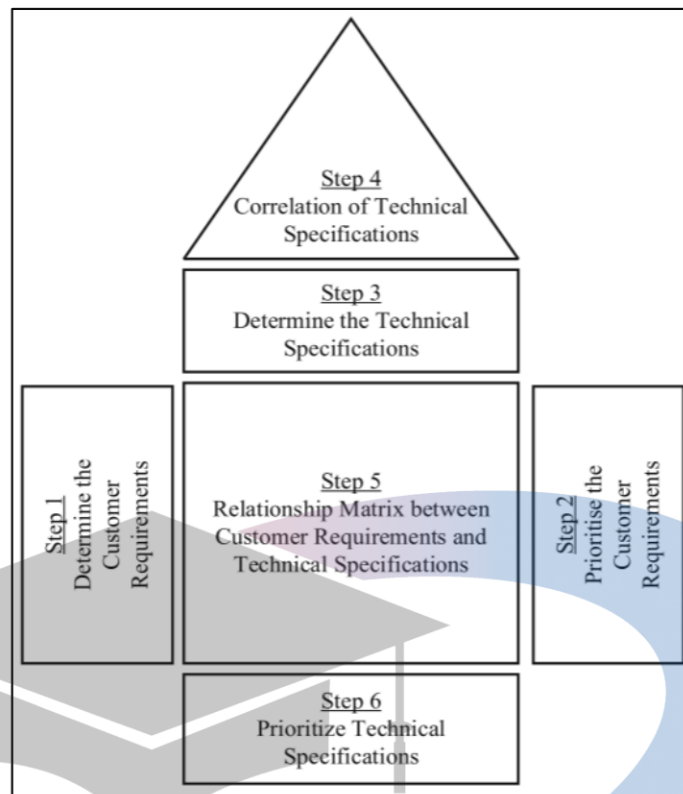 Step 4
Correlation of Technical
Specifications
Step 3
Determine the Technical
Specifications
Step 1
Determine the
Customer
Requirements
Step 5
Relationship Matrix between
Customer Requirements and
Technical Specifications
Step 2
Prioritise the
Customer
Requirements
Step 6
Prioritize Technical
Specifications